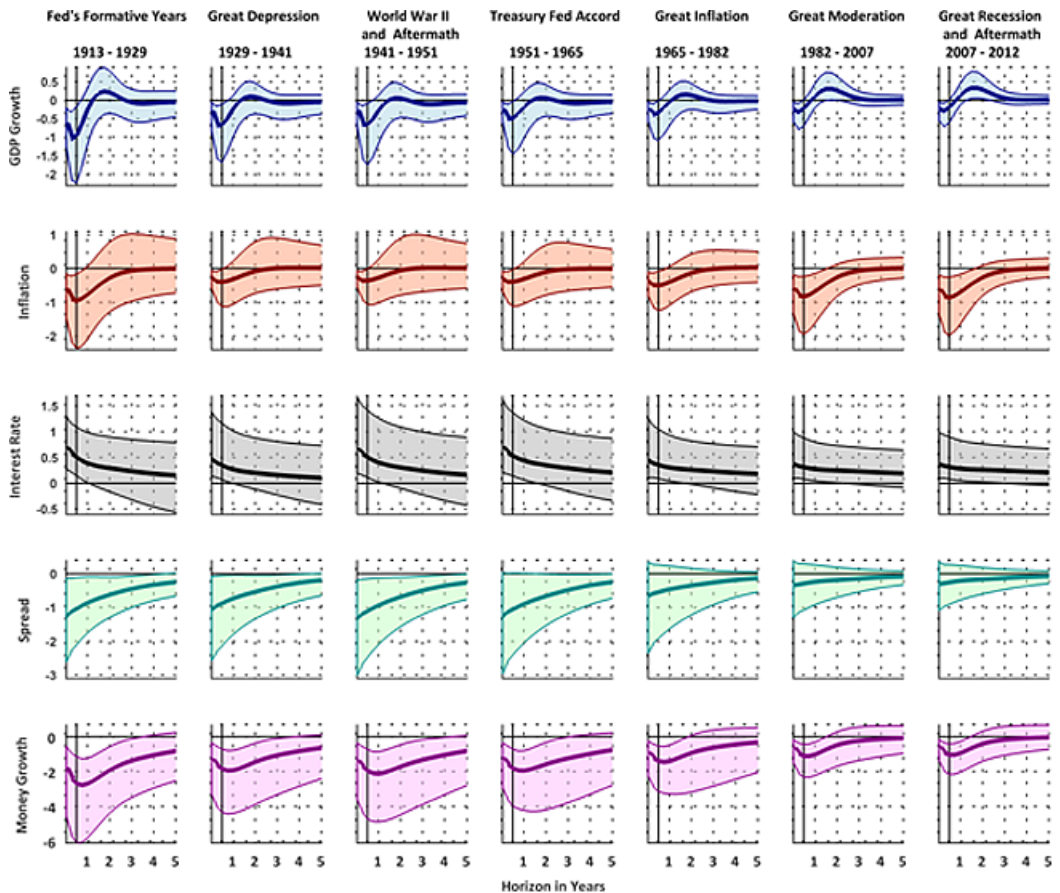 Fed's Formative Years Great Depression World War II Treasury Fed Accord Great Inflation Great Moderation Great Recession
and Aftermath and Aftermath
1913 - 1929 1929 - 1941 1941 - 1951 1951 - 1965 1965 - 1982 1982 - 2007 2007 - 2012
GDP Growth
0.5
0
-0.5
-1
-1.5
-2
Inflation
1
0
-1
-2
Interest Rate
1.5
1
0.5
0
-0.5
Spread
0
-1
-2
-3
Money Growth
0
-2
-4
-6
1 2 3 4 5 1 2 3 4 5 1 2 3 4 5 1 2 3 4 5 1 2 3 4 5 1 2 3 4 5 1 2 3 4 5
Horizon in Years